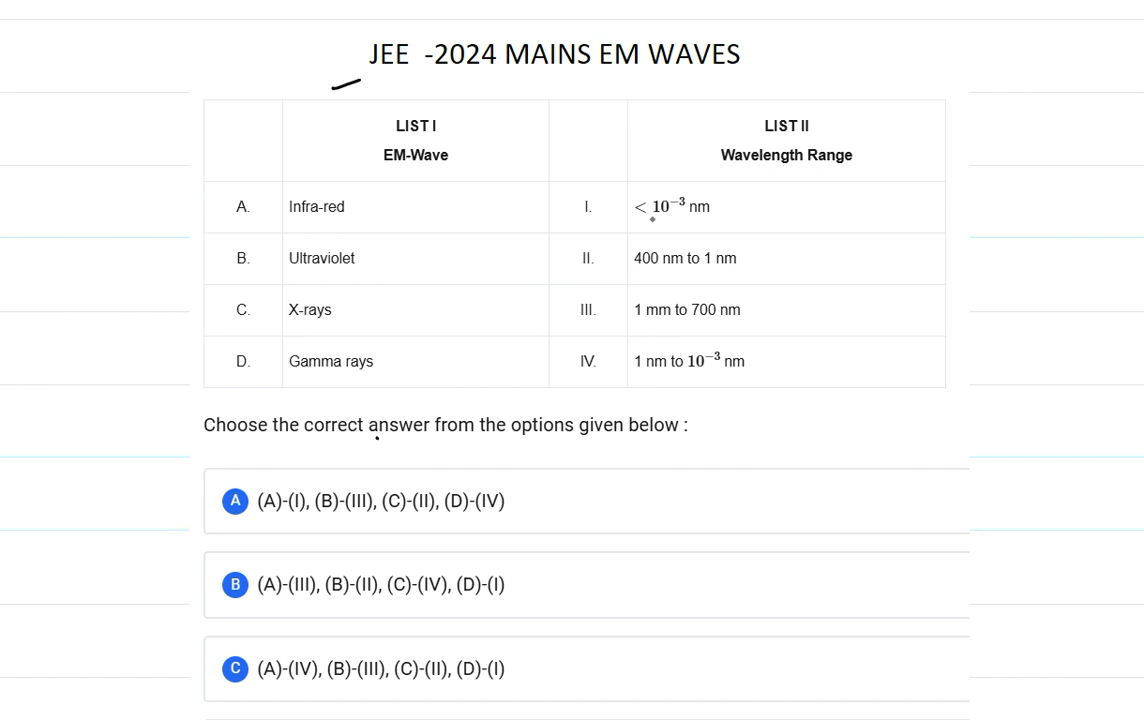 JEE -2024 MAINS EM WAVES
LIST I LIST II
EM-Wave Wavelength Range
A. Infra-red I. < 10⁻³ nm
B. Ultraviolet II. 400 nm to 1 nm
C. X-rays III. 1 mm to 700 nm
D. Gamma rays IV. 1 nm to 10⁻³ nm
Choose the correct answer from the options given below :
A (A)-(I), (B)-(III), (C)-(II), (D)-(IV)
B (A)-(III), (B)-(II), (C)-(IV), (D)-(I)
C (A)-(IV), (B)-(III), (C)-(II), (D)-(I)